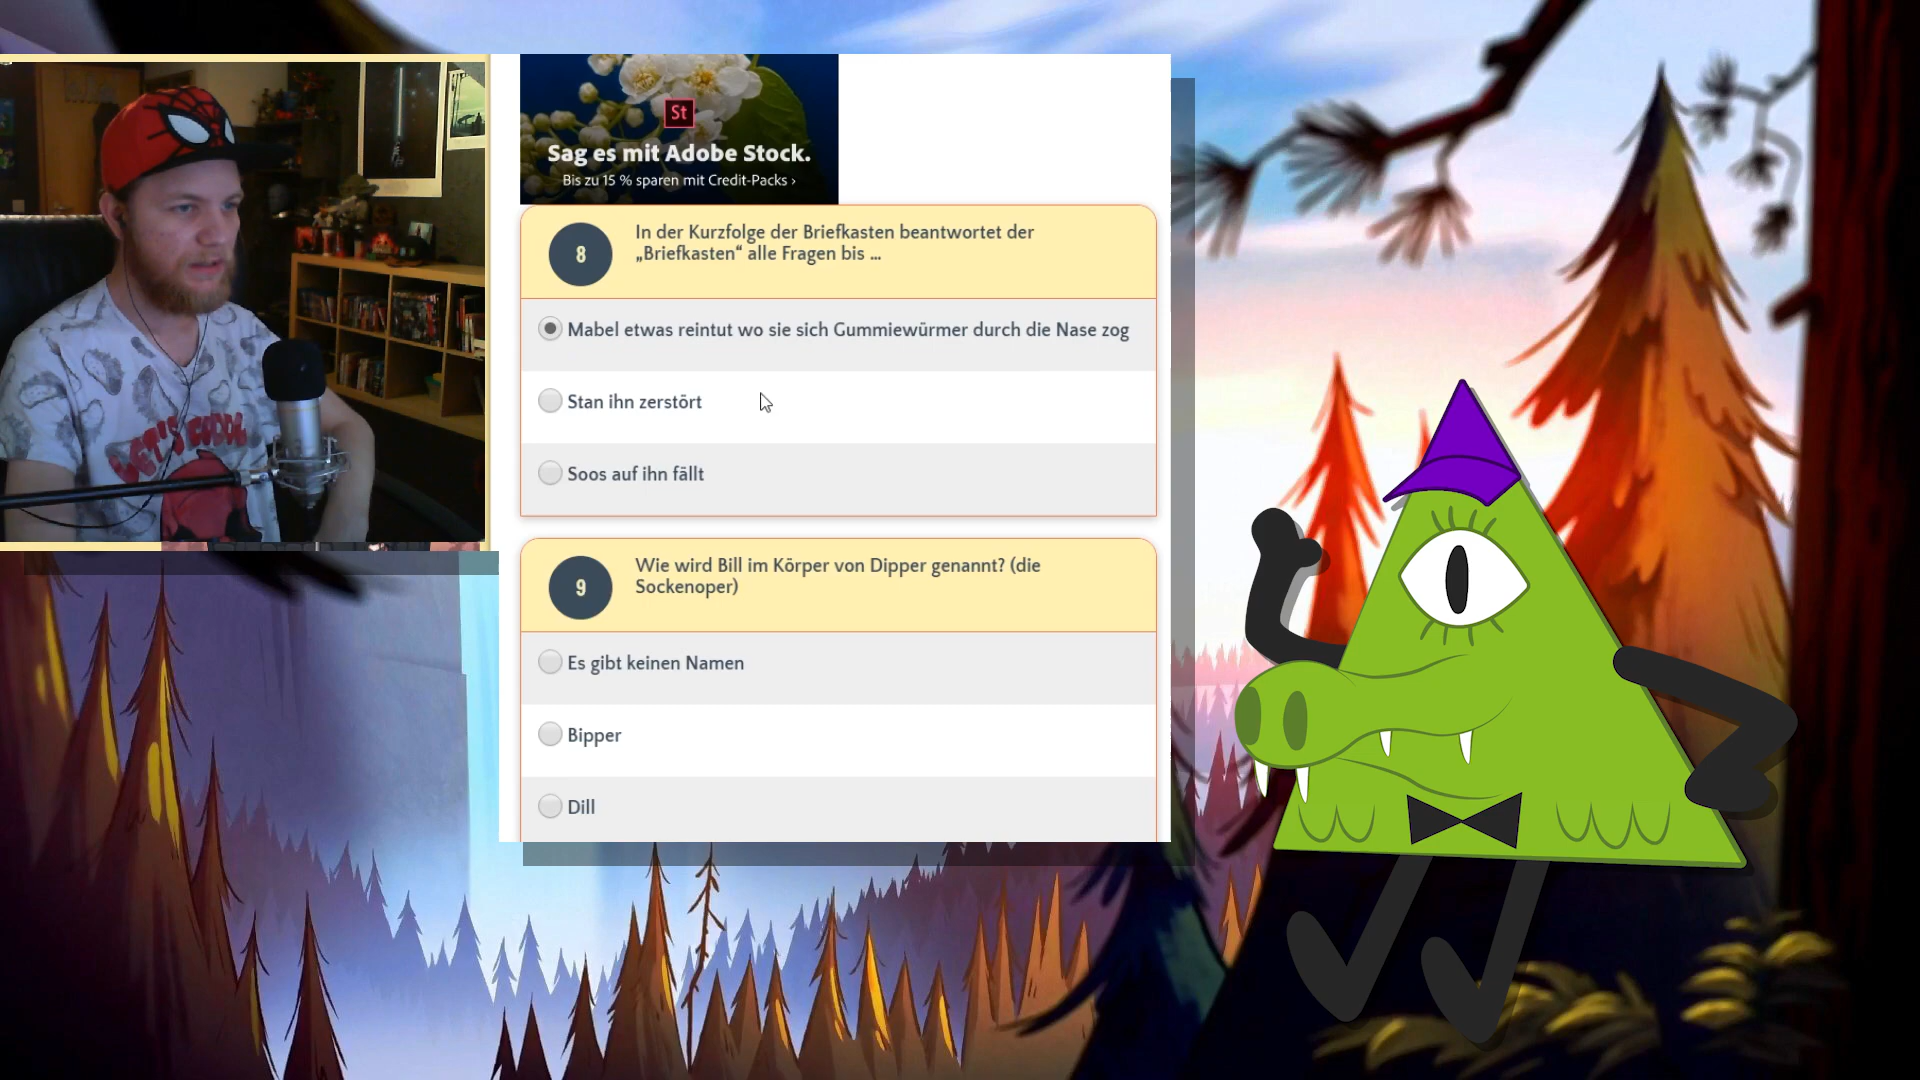 St
Sag es mit Adobe Stock.
Bis zu 15 % sparen mit Credit-Packs ›
8
In der Kurzfolge der Briefkasten beantwortet der
„Briefkasten“ alle Fragen bis ...
Mabel etwas reintut wo sie sich Gummiewürmer durch die Nase zog
Stan ihn zerstört
Soos auf ihn fällt
9
Wie wird Bill im Körper von Dipper genannt? (die
Sockenoper)
Es gibt keinen Namen
Bipper
Dill